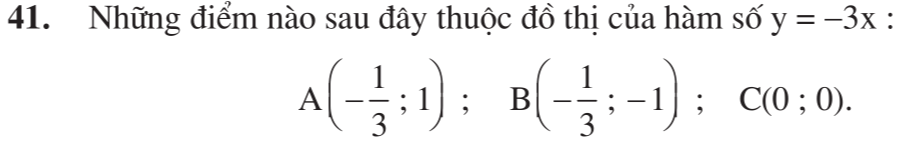 41. Những điểm nào sau đây thuộc đồ thị của hàm số y = –3x :
A(–1/3 ; 1) ; B(–1/3 ; –1) ; C(0 ; 0).